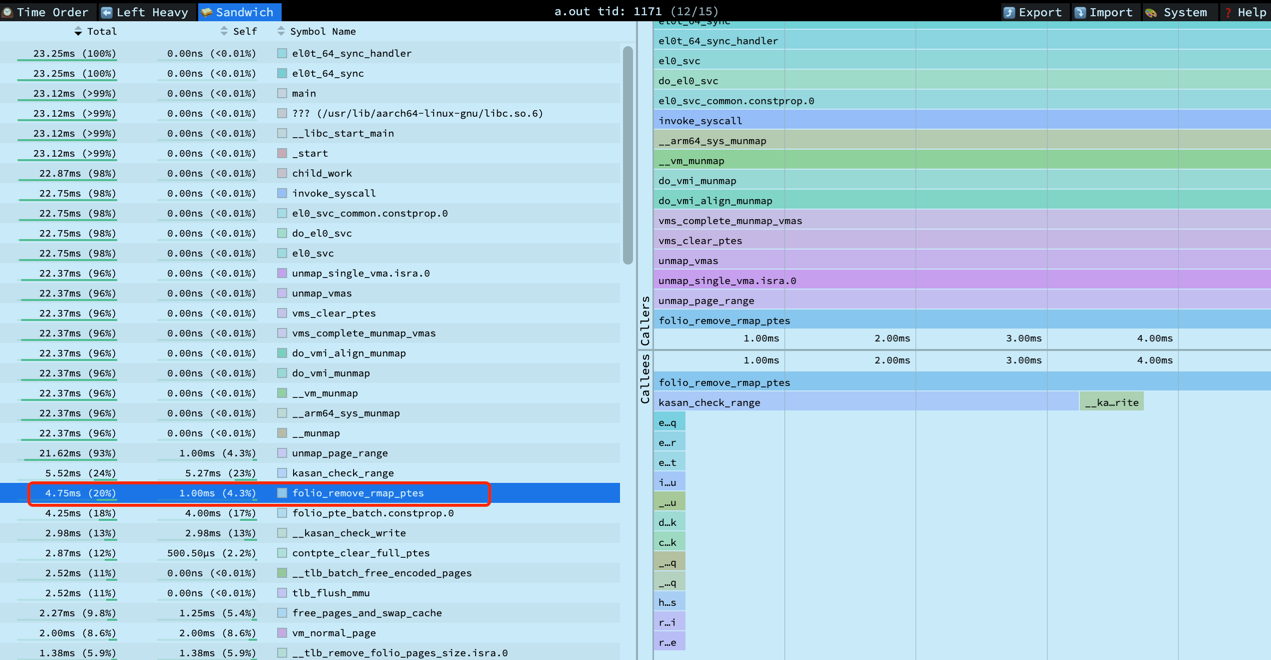 Time Order Left Heavy Sandwich a.out tid: 1171 (12/15) Export Import System ? Help
Total Self Symbol Name
23.25ms (100%) 0.00ns (<0.01%) el0t_64_sync_handler
23.25ms (100%) 0.00ns (<0.01%) el0t_64_sync
23.12ms (>99%) 0.00ns (<0.01%) main
23.12ms (>99%) 0.00ns (<0.01%) ??? (/usr/lib/aarch64-linux-gnu/libc.so.6)
23.12ms (>99%) 0.00ns (<0.01%) __libc_start_main
23.12ms (>99%) 0.00ns (<0.01%) _start
22.87ms (98%) 0.00ns (<0.01%) child_work
22.75ms (98%) 0.00ns (<0.01%) invoke_syscall
22.75ms (98%) 0.00ns (<0.01%) el0_svc_common.constprop.0
22.75ms (98%) 0.00ns (<0.01%) do_el0_svc
22.75ms (98%) 0.00ns (<0.01%) el0_svc
22.37ms (96%) 0.00ns (<0.01%) unmap_single_vma.isra.0
22.37ms (96%) 0.00ns (<0.01%) unmap_vmas
22.37ms (96%) 0.00ns (<0.01%) vms_clear_ptes
22.37ms (96%) 0.00ns (<0.01%) vms_complete_munmap_vmas
22.37ms (96%) 0.00ns (<0.01%) do_vmi_align_munmap
22.37ms (96%) 0.00ns (<0.01%) do_vmi_munmap
22.37ms (96%) 0.00ns (<0.01%) __vm_munmap
22.37ms (96%) 0.00ns (<0.01%) __arm64_sys_munmap
22.37ms (96%) 0.00ns (<0.01%) __munmap
21.62ms (93%) 1.00ms (4.3%) unmap_page_range
5.52ms (24%) 5.27ms (23%) kasan_check_range
4.75ms (20%) 1.00ms (4.3%) folio_remove_rmap_ptes
4.25ms (18%) 4.00ms (17%) folio_pte_batch.constprop.0
2.98ms (13%) 2.98ms (13%) __kasan_check_write
2.87ms (12%) 500.50µs (2.2%) contpte_clear_full_ptes
2.52ms (11%) 0.00ns (<0.01%) __tlb_batch_free_encoded_pages
2.52ms (11%) 0.00ns (<0.01%) tlb_flush_mmu
2.27ms (9.8%) 1.25ms (5.4%) free_pages_and_swap_cache
2.00ms (8.6%) 2.00ms (8.6%) vm_normal_page
1.38ms (5.9%) 1.38ms (5.9%) __tlb_remove_folio_pages_size.isra.0
el0t_64_sync
el0t_64_sync_handler
el0_svc
do_el0_svc
el0_svc_common.constprop.0
invoke_syscall
__arm64_sys_munmap
__vm_munmap
do_vmi_munmap
do_vmi_align_munmap
vms_complete_munmap_vmas
vms_clear_ptes
unmap_vmas
unmap_single_vma.isra.0
unmap_page_range
folio_remove_rmap_ptes
Callers
1.00ms 2.00ms 3.00ms 4.00ms
1.00ms 2.00ms 3.00ms 4.00ms
Callees
folio_remove_rmap_ptes
kasan_check_range __ka…rite
e…q
e…r
e…t
i…u
_…u
d…k
c…k
_…q
_…q
h…s
r…i
r…e